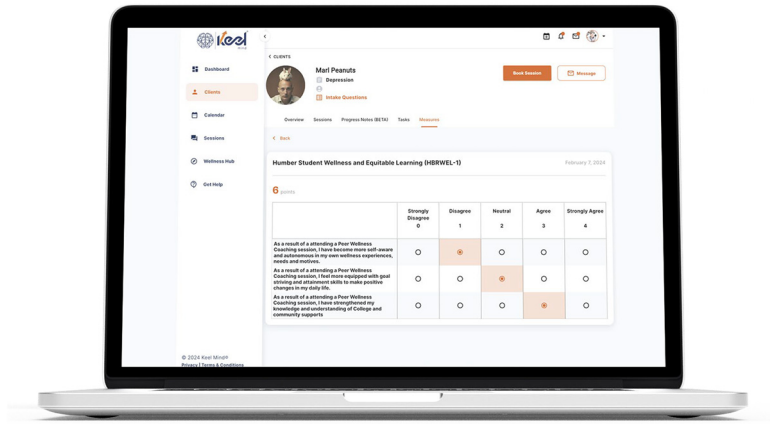 Keel
MIND
Dashboard
Clients
Calendar
Sessions
Wellness Hub
Get Help
© 2024 Keel Mind®
Privacy | Terms & Conditions
CLIENTS
Marl Peanuts
Depression
Intake Questions
Book Session
Message
Overview
Sessions
Progress Notes (BETA)
Tasks
Measures
Back
Humber Student Wellness and Equitable Learning (HBRWEL-1)
February 7, 2024
6 points
Strongly
Disagree
0
Disagree
1
Neutral
2
Agree
3
Strongly Agree
4
As a result of a attending a Peer Wellness
Coaching session, I have become more self-aware
and autonomous in my own wellness experiences,
needs and motives.
As a result of a attending a Peer Wellness
Coaching session, I feel more equipped with goal
striving and attainment skills to make positive
changes in my daily life.
As a result of a attending a Peer Wellness
Coaching session, I have strengthened my
knowledge and understanding of College and
community supports